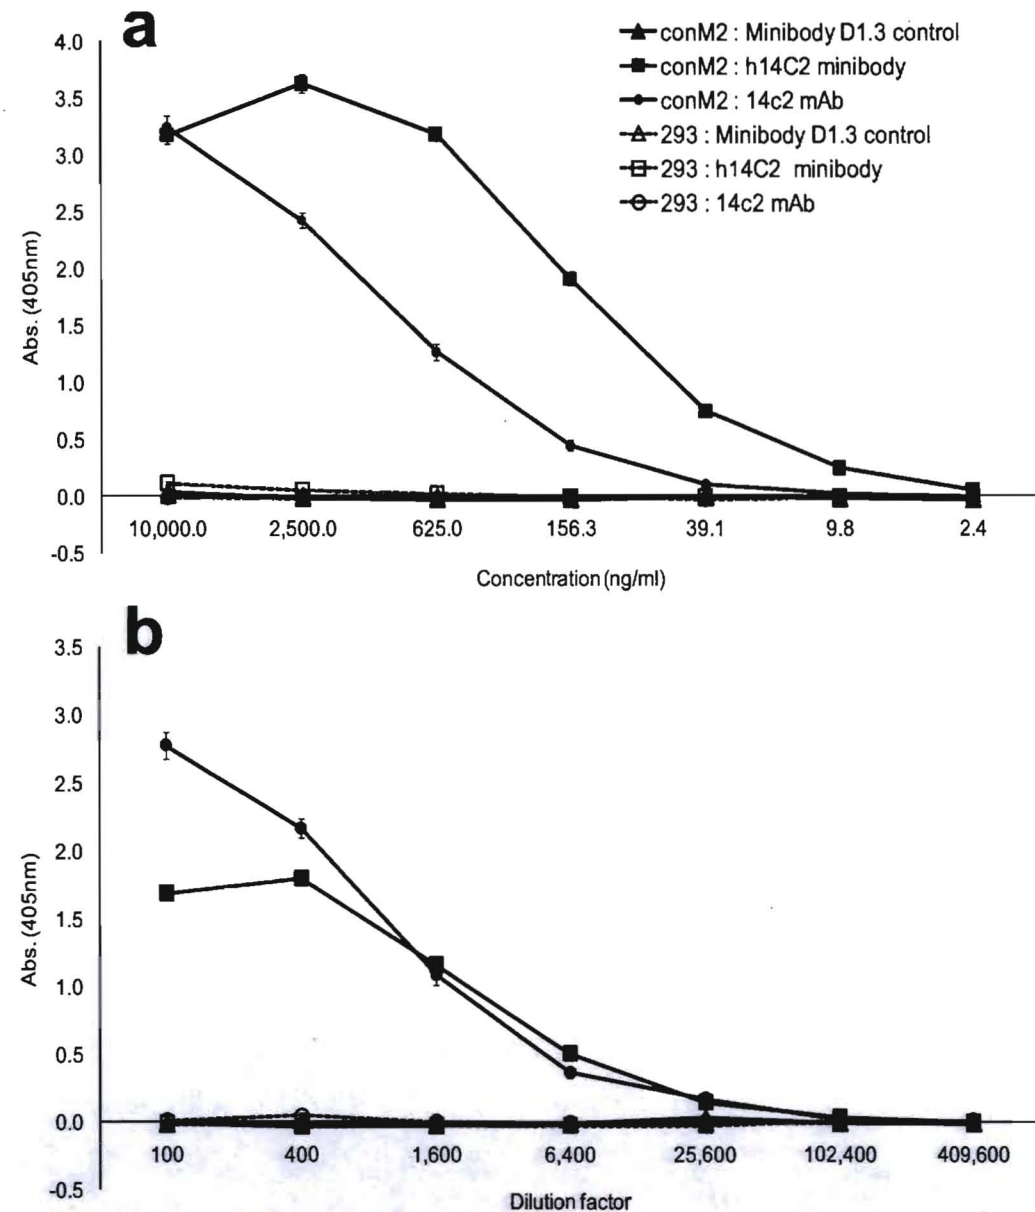 a
conM2 : Minibody D1.3 control
conM2 : h14C2 minibody
conM2 : 14c2 mAb
293 : Minibody D1.3 control
293 : h14C2 minibody
293 : 14c2 mAb
4.0
3.5
3.0
2.5
2.0
1.5
1.0
0.5
0.0
-0.5
Abs. (405nm)
10,000.0 2,500.0 625.0 156.3 39.1 9.8 2.4
Concentration (ng/ml)
b
3.5
3.0
2.5
2.0
1.5
1.0
0.5
0.0
-0.5
Abs. (405nm)
100 400 1,600 6,400 25,600 102,400 409,600
Dilution factor